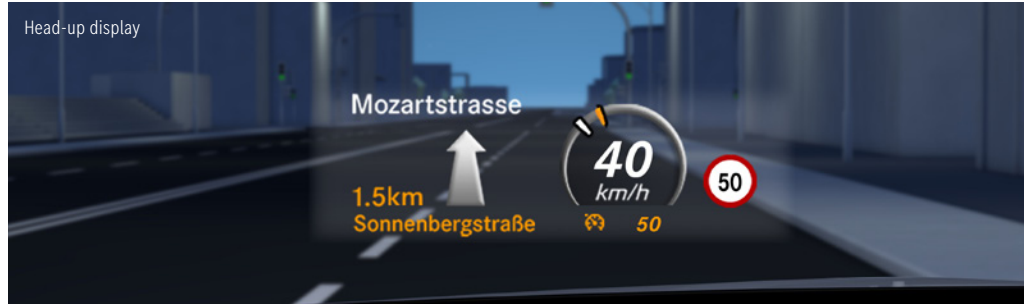 Head-up display
Mozartstrasse
1.5km
Sonnenbergstraße
40
km/h
50
50